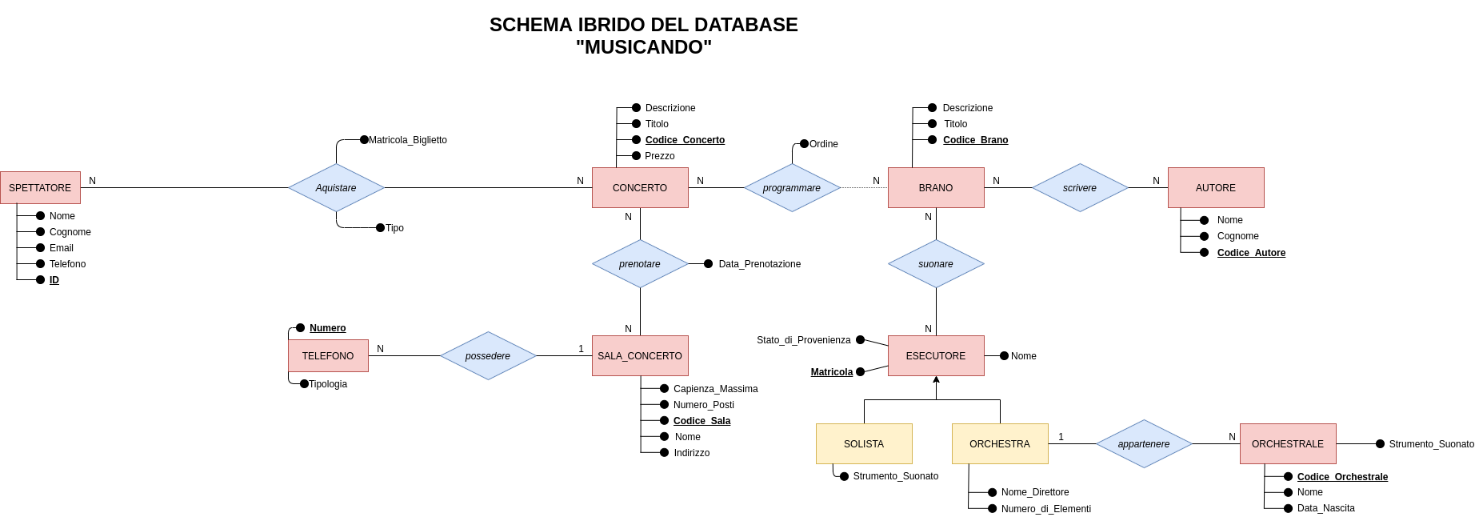 SCHEMA IBRIDO DEL DATABASE
"MUSICANDO"
SPETTATORE
N
Nome
Cognome
Email
Telefono
ID
Aquistare
Matricola_Biglietto
Tipo
N
CONCERTO
Descrizione
Titolo
Codice_Concerto
Prezzo
N
programmare
Ordine
N
BRANO
Descrizione
Titolo
Codice_Brano
N
scrivere
N
AUTORE
Nome
Cognome
Codice_Autore
N
prenotare
Data_Prenotazione
N
N
suonare
N
Numero
TELEFONO
Tipologia
N
possedere
1
SALA_CONCERTO
Capienza_Massima
Numero_Posti
Codice_Sala
Nome
Indirizzo
Stato_di_Provenienza
Matricola
ESECUTORE
Nome
SOLISTA
Strumento_Suonato
ORCHESTRA
Nome_Direttore
Numero_di_Elementi
1
appartenere
N
ORCHESTRALE
Strumento_Suonato
Codice_Orchestrale
Nome
Data_Nascita